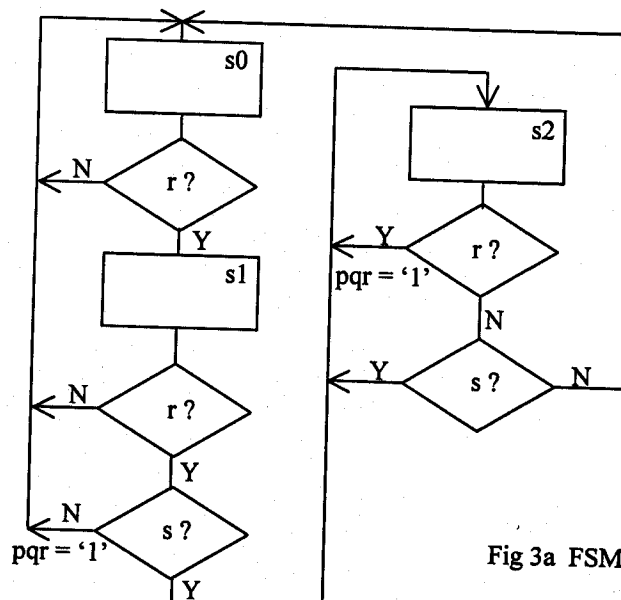 s0
N
r ?
Y
s1
N
r ?
Y
N
s ?
pqr = ‘1’
Y
s2
Y
r ?
pqr = ‘1’
N
Y
s ?
N
Fig 3a FSM